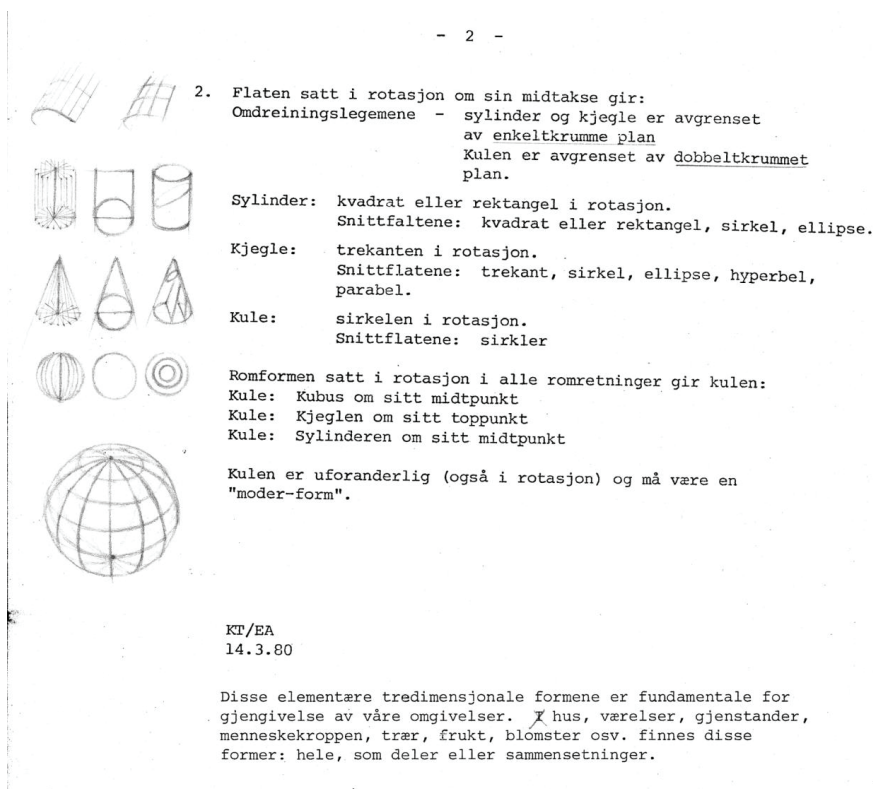 - 2 -
2. Flaten satt i rotasjon om sin midtakse gir:
Omdreiningslegemene - sylinder og kjegle er avgrenset
av enkeltkrumme plan
Kulen er avgrenset av dobbeltkrummet
plan.
Sylinder: kvadrat eller rektangel i rotasjon.
Snittfaltene: kvadrat eller rektangel, sirkel, ellipse.
Kjegle: trekanten i rotasjon.
Snittflatene: trekant, sirkel, ellipse, hyperbel,
parabel.
Kule: sirkelen i rotasjon.
Snittflatene: sirkler
Romformen satt i rotasjon i alle romretninger gir kulen:
Kule: Kubus om sitt midtpunkt
Kule: Kjeglen om sitt toppunkt
Kule: Sylinderen om sitt midtpunkt
Kulen er uforanderlig (også i rotasjon) og må være en
"moder-form".
KT/EA
14.3.80
Disse elementære tredimensjonale formene er fundamentale for
gjengivelse av våre omgivelser. I hus, værelser, gjenstander,
menneskekroppen, trær, frukt, blomster osv. finnes disse
former: hele, som deler eller sammensetninger.